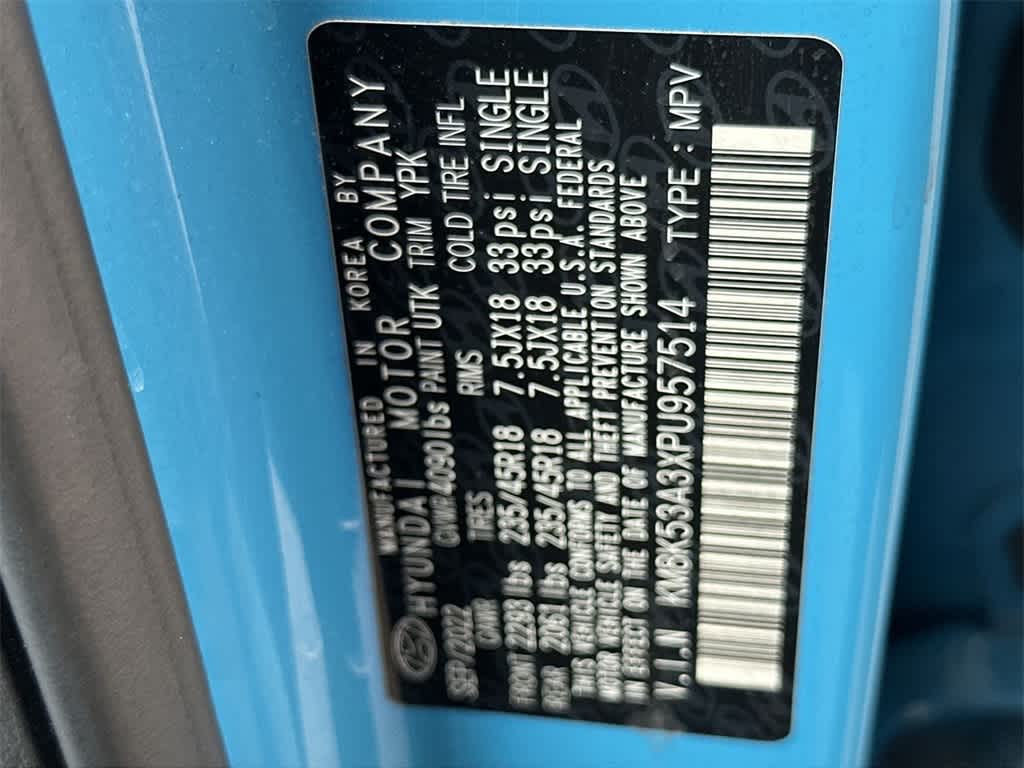 MANUFACTURED IN KOREA BY
HYUNDAI MOTOR COMPANY
SEP/2022 GVWR 4090lbs PAINT UTK TRIM YPK
GAWR TIRES RMS COLD TIRE INFL
FRONT 2293 lbs 235/45R18 7.5JX18 33psi SINGLE
REAR 2061 lbs 235/45R18 7.5JX18 33psi SINGLE
THIS VEHICLE CONFORMS TO ALL APPLICABLE U.S.A. FEDERAL
MOTOR VEHICLE SAFETY AND THEFT PREVENTION STANDARDS
IN EFFECT ON THE DATE OF MANUFACTURE SHOWN ABOVE
V.I.N KM8K53A3XPU957514 TYPE : MPV